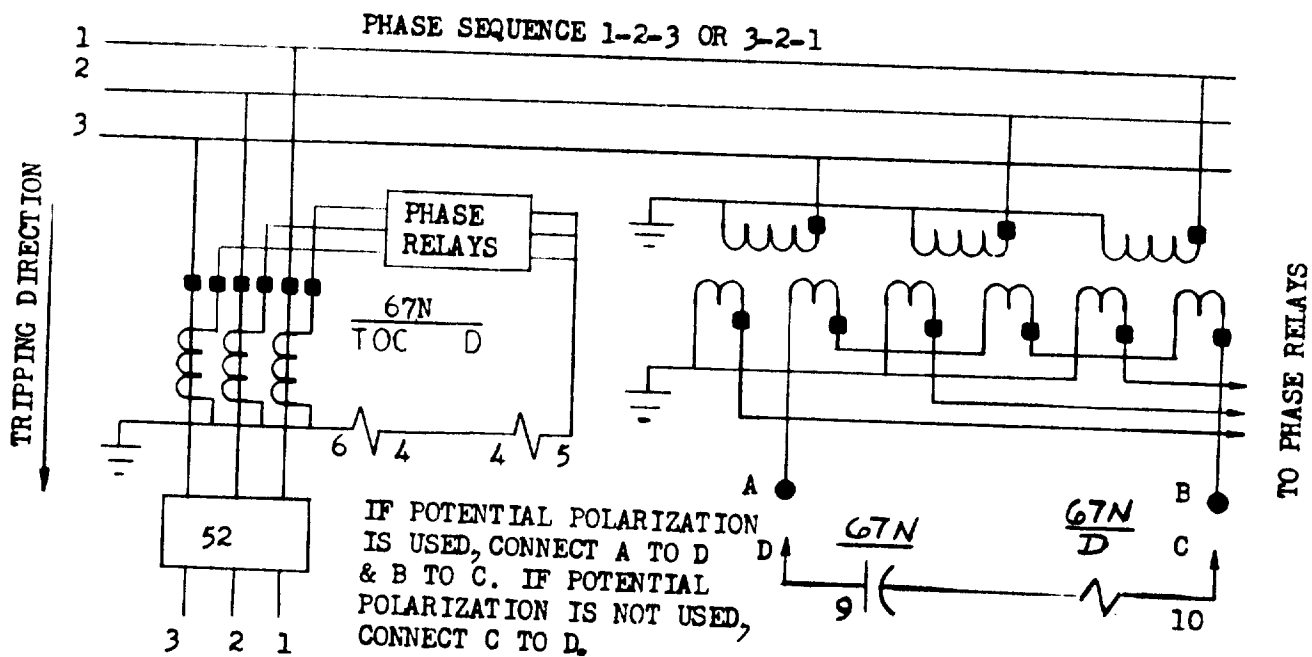 PHASE SEQUENCE 1-2-3 OR 3-2-1
1
2
3
TRIPPING DIRECTION
PHASE
RELAYS
67N
TOC D
6 4 4 5
52
3 2 1
IF POTENTIAL POLARIZATION
IS USED, CONNECT A TO D
& B TO C. IF POTENTIAL
POLARIZATION IS NOT USED,
CONNECT C TO D.
A
B
D
C
67N
67N
D
9
10
TO PHASE RELAYS